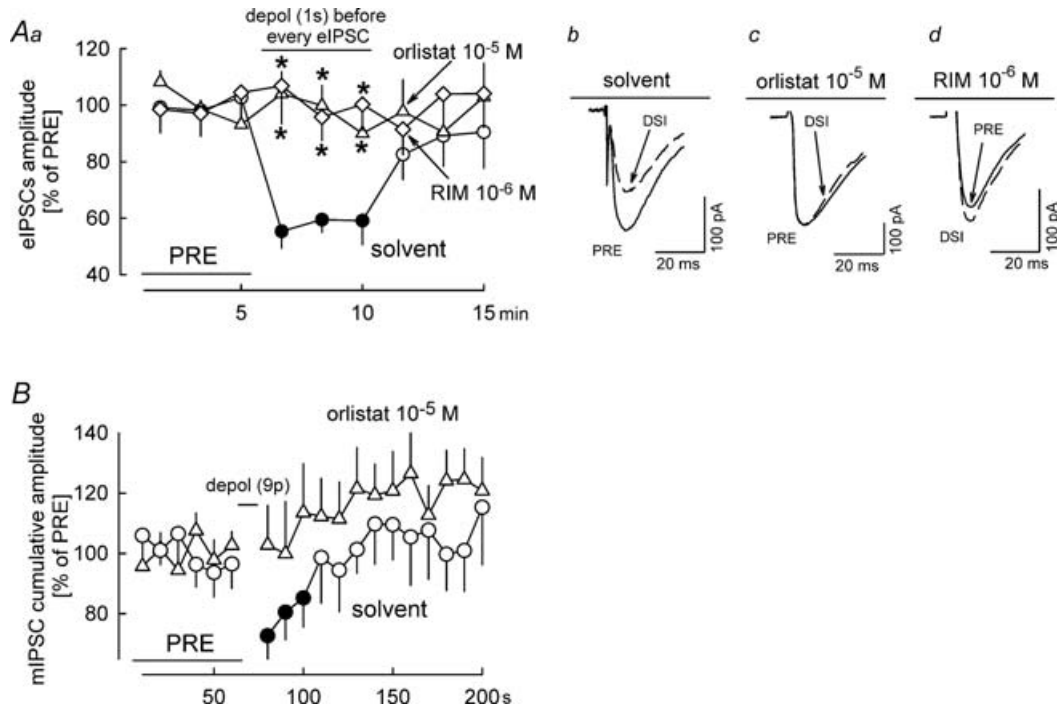 Aa
depol (1s) before
every eIPSC
orlistat 10⁻⁵ M
120
100
80
60
40
eIPSCs amplitude
[% of PRE]
* * *
* * *
RIM 10⁻⁶ M
solvent
PRE
5
10
15 min
b
solvent
DSI
PRE
100 pA
20 ms
c
orlistat 10⁻⁵ M
DSI
PRE
100 pA
20 ms
d
RIM 10⁻⁶ M
PRE
DSI
100 pA
20 ms
B
orlistat 10⁻⁵ M
140
120
100
80
mIPSC cumulative amplitude
[% of PRE]
depol (9p)
solvent
PRE
50
100
150
200 s